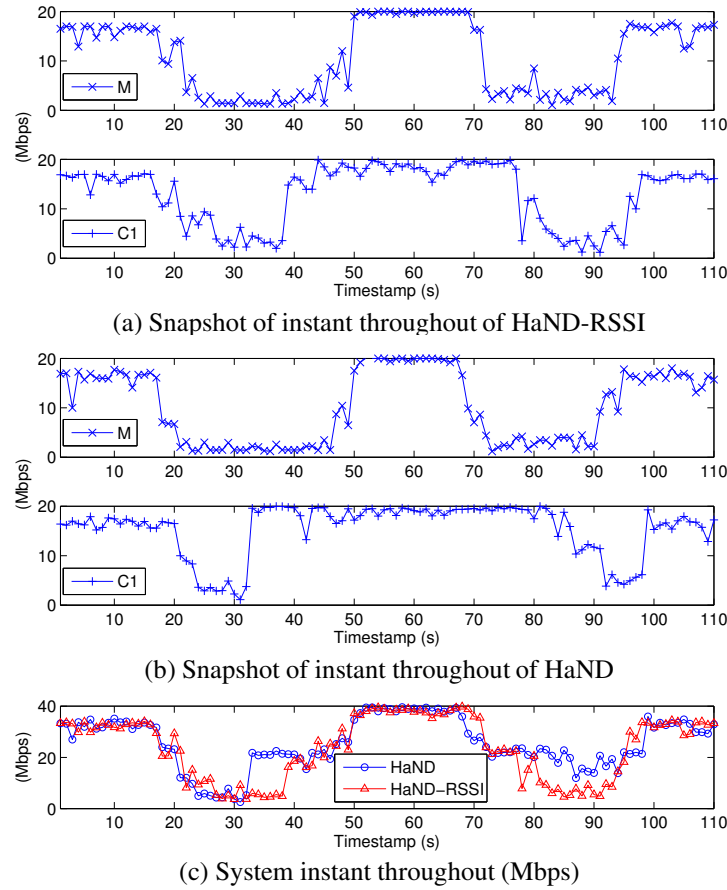 20
10
0
(Mbps)
M
10 20 30 40 50 60 70 80 90 100 110
20
10
0
C1
10 20 30 40 50 60 70 80 90 100 110
Timestamp (s)
(a) Snapshot of instant throughout of HaND-RSSI
20
10
0
(Mbps)
M
10 20 30 40 50 60 70 80 90 100 110
20
10
0
(Mbps)
C1
10 20 30 40 50 60 70 80 90 100 110
Timestamp (s)
(b) Snapshot of instant throughout of HaND
40
20
0
(Mbps)
HaND
HaND-RSSI
10 20 30 40 50 60 70 80 90 100 110
Timestamp (s)
(c) System instant throughout (Mbps)